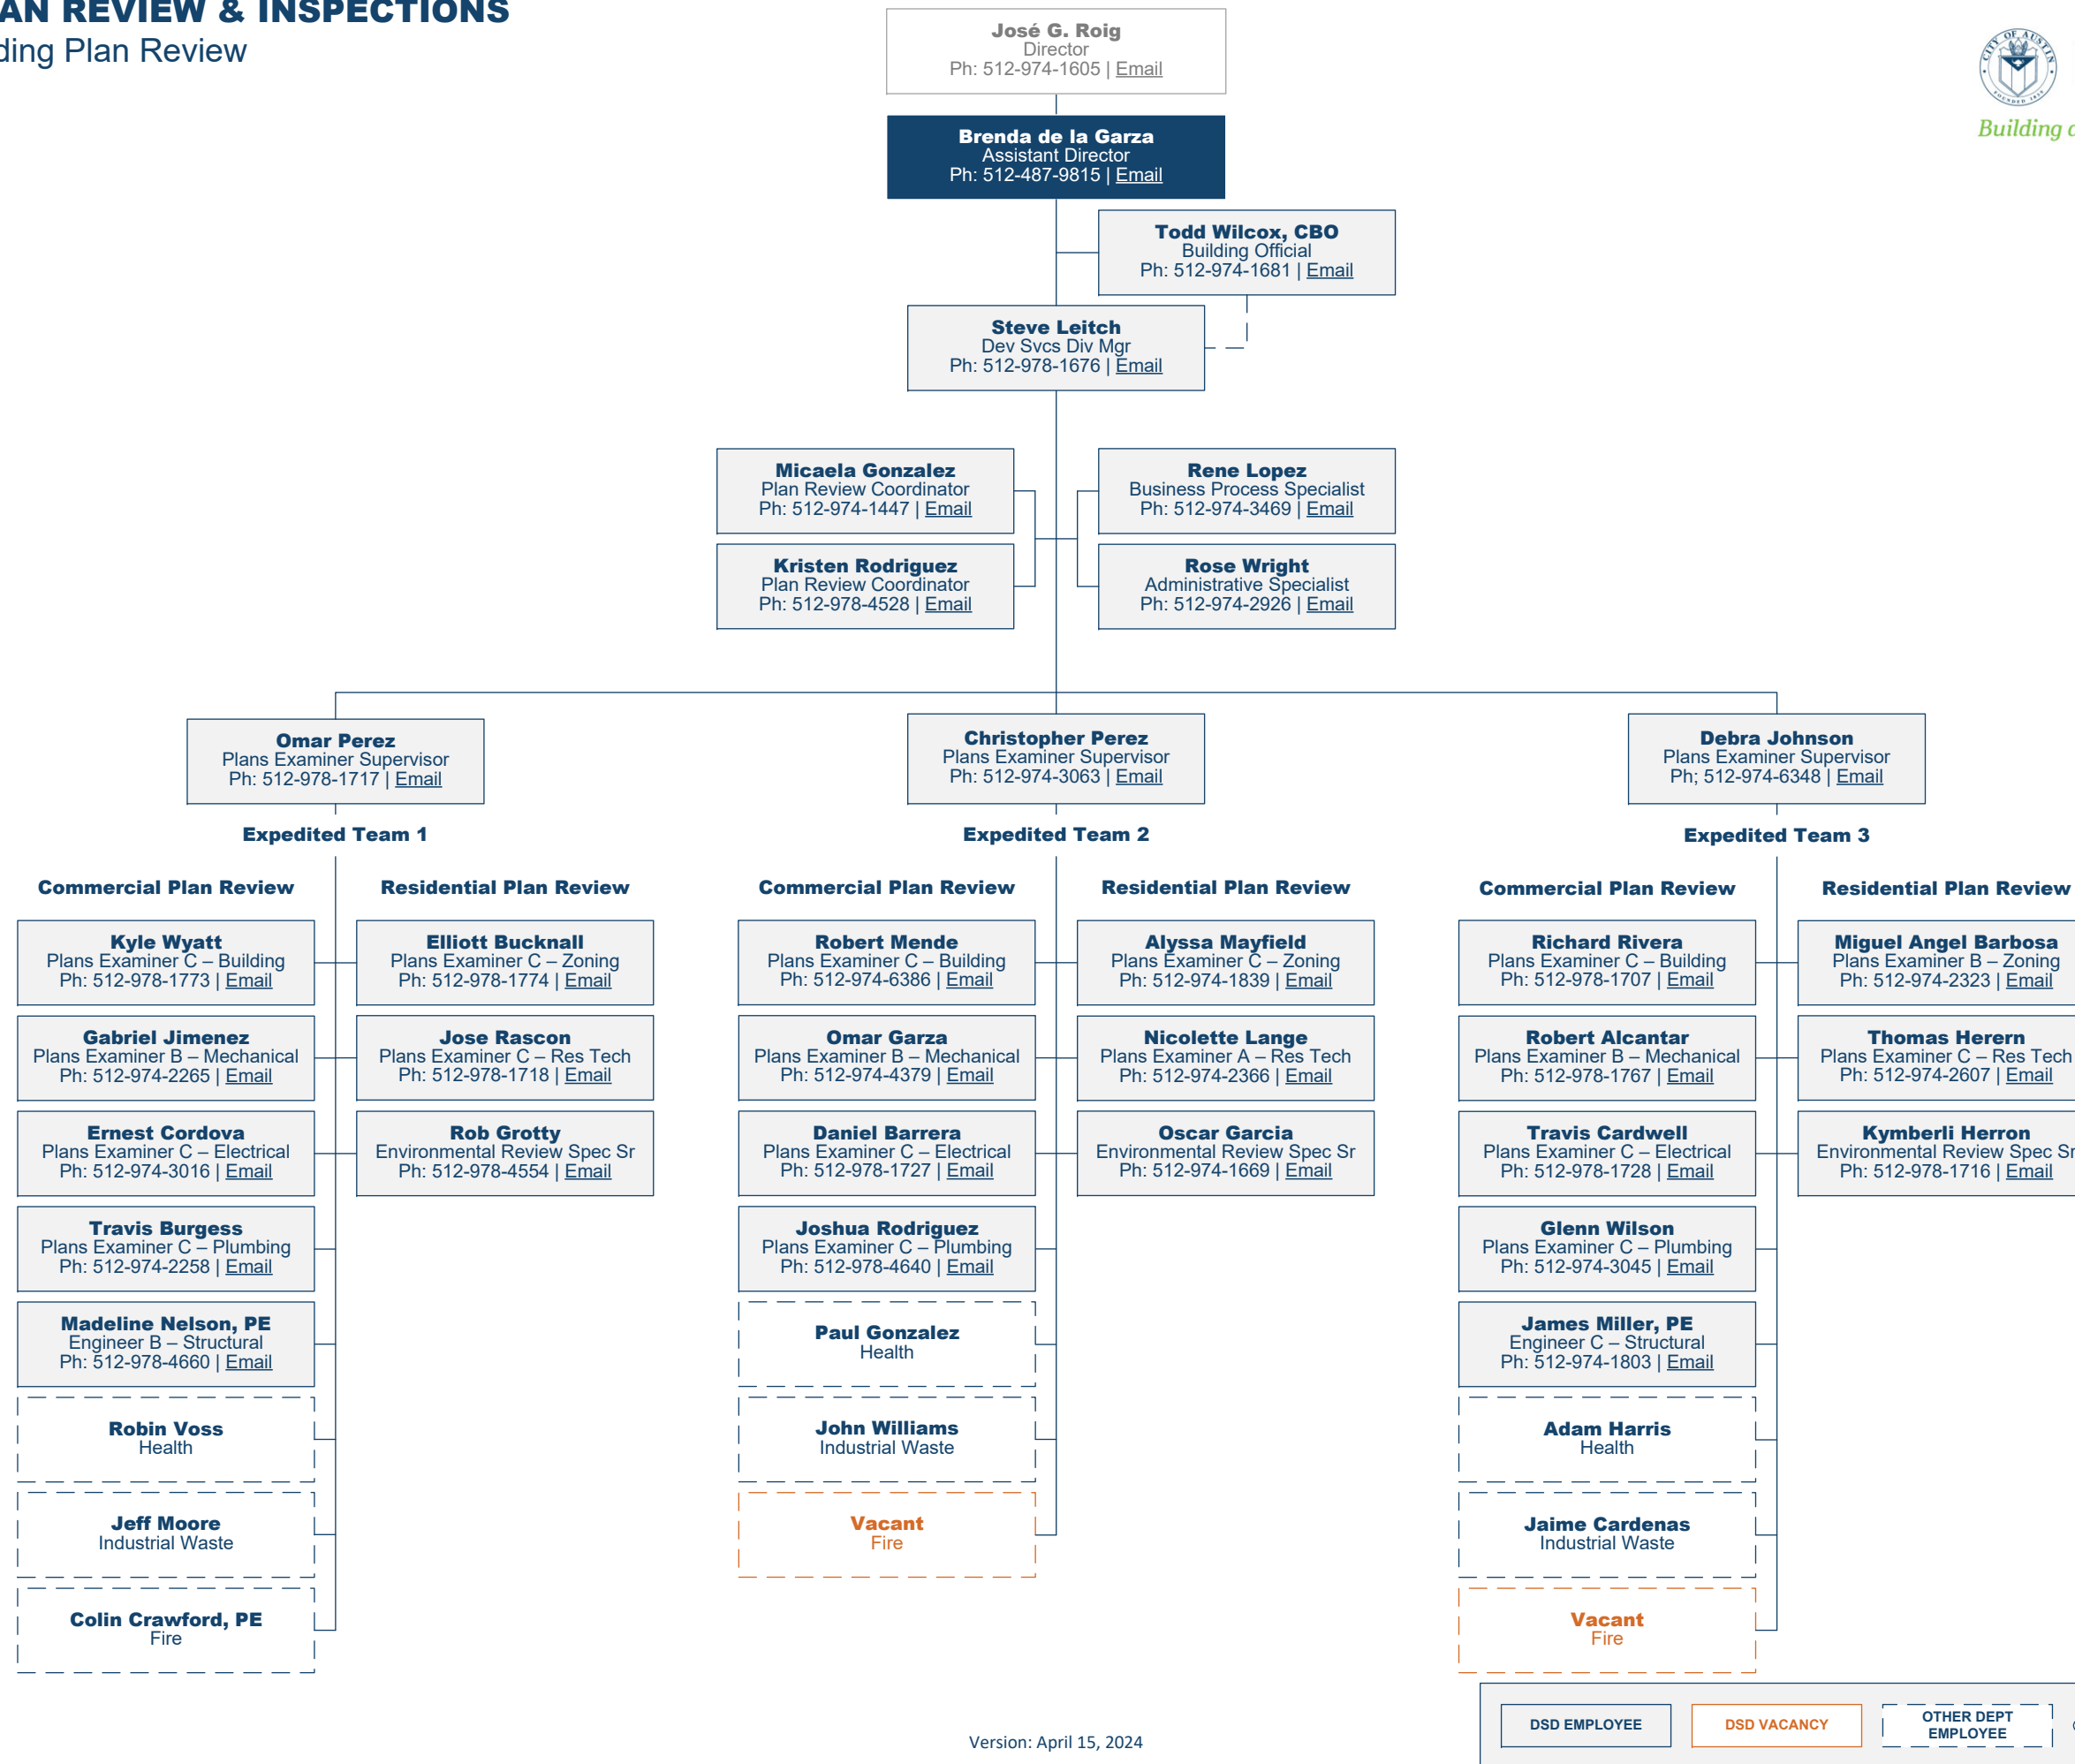 AN REVIEW & INSPECTIONS
ding Plan Review
José G. Roig
Director
Ph: 512-974-1605 | Email
CITY OF AUSTIN
FOUNDED 1839
Building
Brenda de la Garza
Assistant Director
Ph: 512-487-9815 | Email
Todd Wilcox, CBO
Building Official
Ph: 512-974-1681 | Email
Steve Leitch
Dev Svcs Div Mgr
Ph: 512-978-1676 | Email
Micaela Gonzalez
Plan Review Coordinator
Ph: 512-974-1447 | Email
Rene Lopez
Business Process Specialist
Ph: 512-974-3469 | Email
Kristen Rodriguez
Plan Review Coordinator
Ph: 512-978-4528 | Email
Rose Wright
Administrative Specialist
Ph: 512-974-2926 | Email
Omar Perez
Plans Examiner Supervisor
Ph: 512-978-1717 | Email
Expedited Team 1
Commercial Plan Review
Kyle Wyatt
Plans Examiner C – Building
Ph: 512-978-1773 | Email
Gabriel Jimenez
Plans Examiner B – Mechanical
Ph: 512-974-2265 | Email
Ernest Cordova
Plans Examiner C – Electrical
Ph: 512-974-3016 | Email
Travis Burgess
Plans Examiner C – Plumbing
Ph: 512-974-2258 | Email
Madeline Nelson, PE
Engineer B – Structural
Ph: 512-978-4660 | Email
Robin Voss
Health
Jeff Moore
Industrial Waste
Colin Crawford, PE
Fire
Residential Plan Review
Elliott Bucknall
Plans Examiner C – Zoning
Ph: 512-978-1774 | Email
Jose Rascon
Plans Examiner C – Res Tech
Ph: 512-978-1718 | Email
Rob Grotty
Environmental Review Spec Sr
Ph: 512-978-4554 | Email
Christopher Perez
Plans Examiner Supervisor
Ph: 512-974-3063 | Email
Expedited Team 2
Commercial Plan Review
Robert Mende
Plans Examiner C – Building
Ph: 512-974-6386 | Email
Omar Garza
Plans Examiner B – Mechanical
Ph: 512-974-4379 | Email
Daniel Barrera
Plans Examiner C – Electrical
Ph: 512-978-1727 | Email
Joshua Rodriguez
Plans Examiner C – Plumbing
Ph: 512-978-4640 | Email
Paul Gonzalez
Health
John Williams
Industrial Waste
Vacant
Fire
Residential Plan Review
Alyssa Mayfield
Plans Examiner C – Zoning
Ph: 512-974-1839 | Email
Nicolette Lange
Plans Examiner A – Res Tech
Ph: 512-974-2366 | Email
Oscar Garcia
Environmental Review Spec Sr
Ph: 512-974-1669 | Email
Debra Johnson
Plans Examiner Supervisor
Ph; 512-974-6348 | Email
Expedited Team 3
Commercial Plan Review
Richard Rivera
Plans Examiner C – Building
Ph: 512-978-1707 | Email
Robert Alcantar
Plans Examiner B – Mechanical
Ph: 512-978-1767 | Email
Travis Cardwell
Plans Examiner C – Electrical
Ph: 512-978-1728 | Email
Glenn Wilson
Plans Examiner C – Plumbing
Ph: 512-974-3045 | Email
James Miller, PE
Engineer C – Structural
Ph: 512-974-1803 | Email
Adam Harris
Health
Jaime Cardenas
Industrial Waste
Vacant
Fire
Residential Plan Review
Miguel Angel Barbosa
Plans Examiner B – Zoning
Ph: 512-974-2323 | Email
Thomas Herern
Plans Examiner C – Res Tech
Ph: 512-974-2607 | Email
Kymberli Herron
Environmental Review Spec Sr
Ph: 512-978-1716 | Email
DSD EMPLOYEE
DSD VACANCY
OTHER DEPT
EMPLOYEE
Version: April 15, 2024